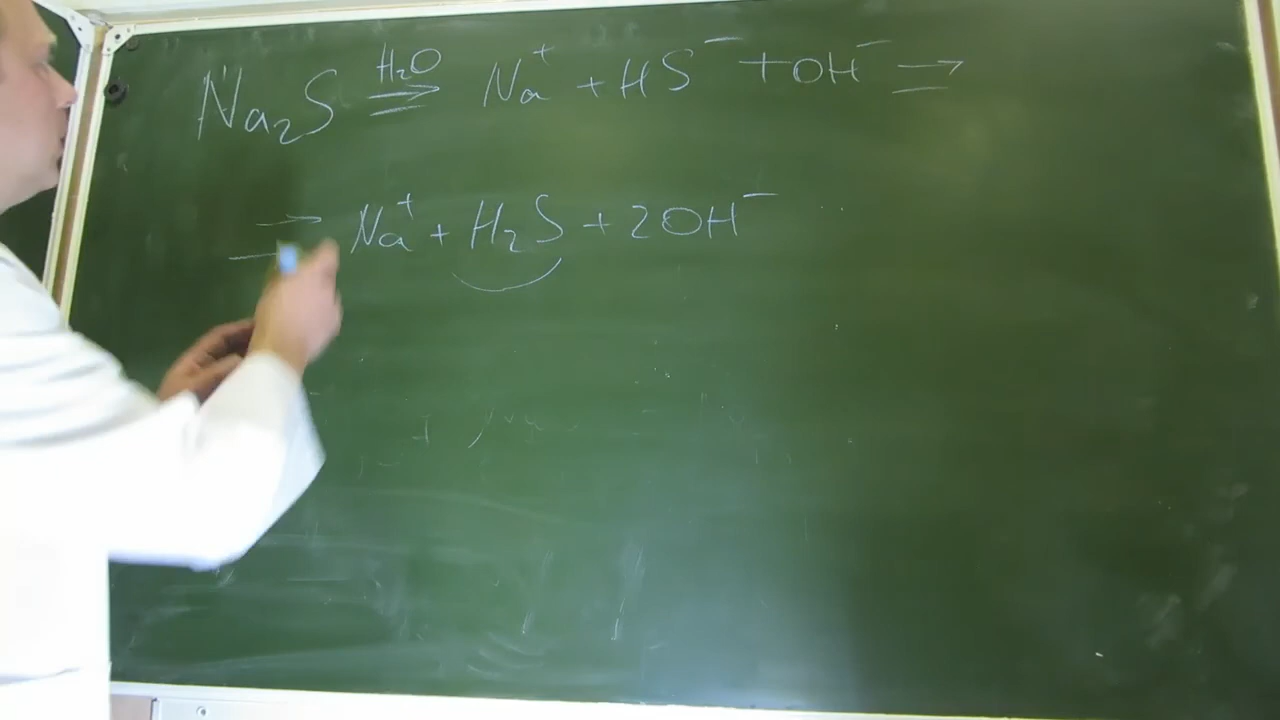 Na₂S ⇌ H₂O Na⁺ + HS⁻ + OH⁻ ⇌
⇌ Na⁺ + H₂S + 2OH⁻